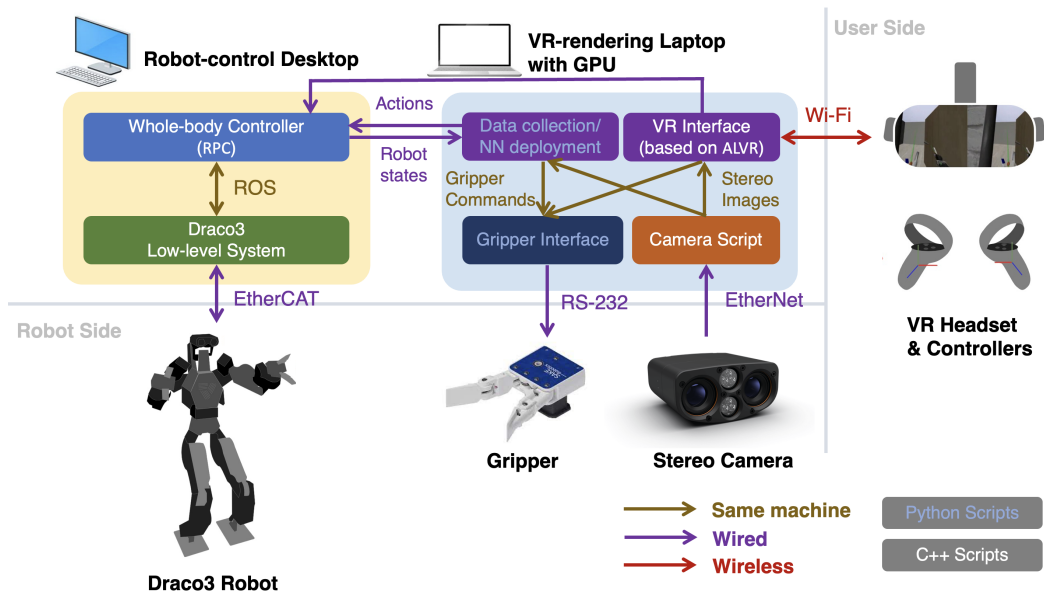 User Side
Robot-control Desktop
VR-rendering Laptop
with GPU
Actions
Wi-Fi
Whole-body Controller
(RPC)
Data collection/
NN deployment
VR Interface
(based on ALVR)
Robot
states
ROS
Gripper
Commands
Stereo
Images
Draco3
Low-level System
Gripper Interface
Camera Script
EtherCAT
RS-232
EtherNet
Robot Side
VR Headset
& Controllers
Gripper
Stereo Camera
Same machine
Python Scripts
Wired
C++ Scripts
Wireless
Draco3 Robot